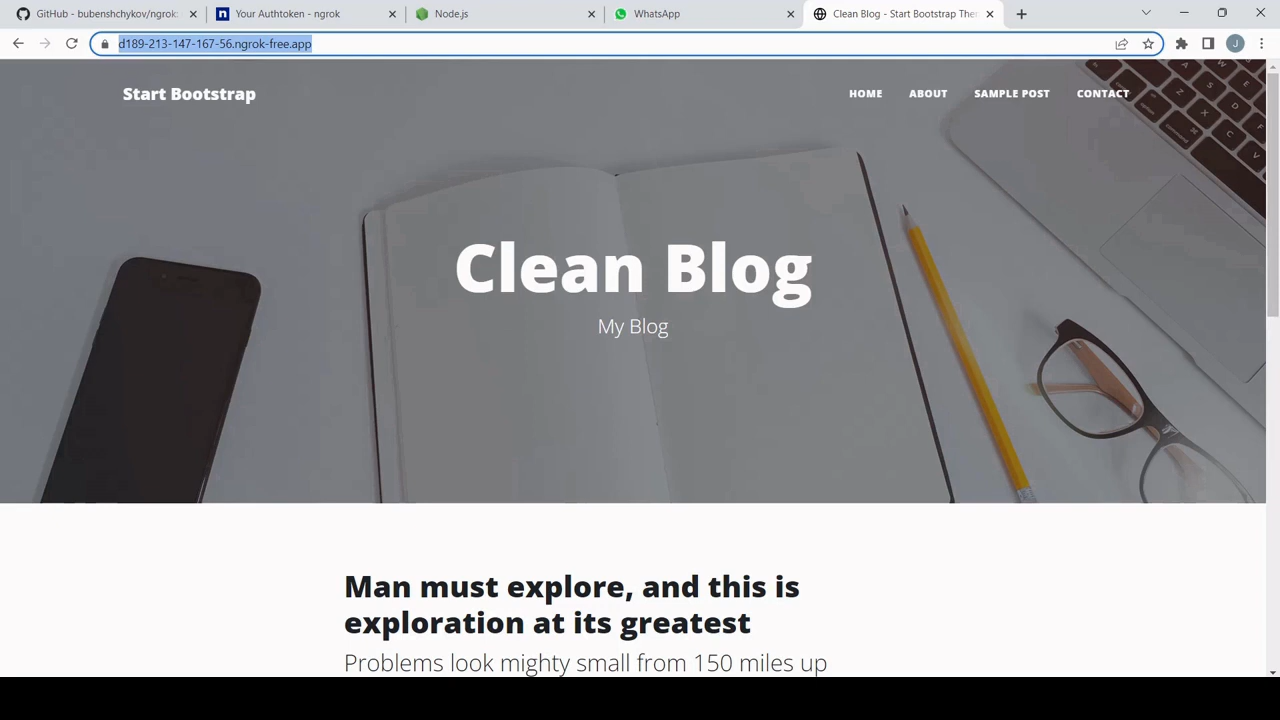 GitHub - bubenshchykov/ngrok:
Your Authtoken - ngrok
Node.js
WhatsApp
Clean Blog - Start Bootstrap The
d189-213-147-167-56.ngrok-free.app
J
Start Bootstrap
HOME
ABOUT
SAMPLE POST
CONTACT
Clean Blog
My Blog
Man must explore, and this is
exploration at its greatest
Problems look mighty small from 150 miles up